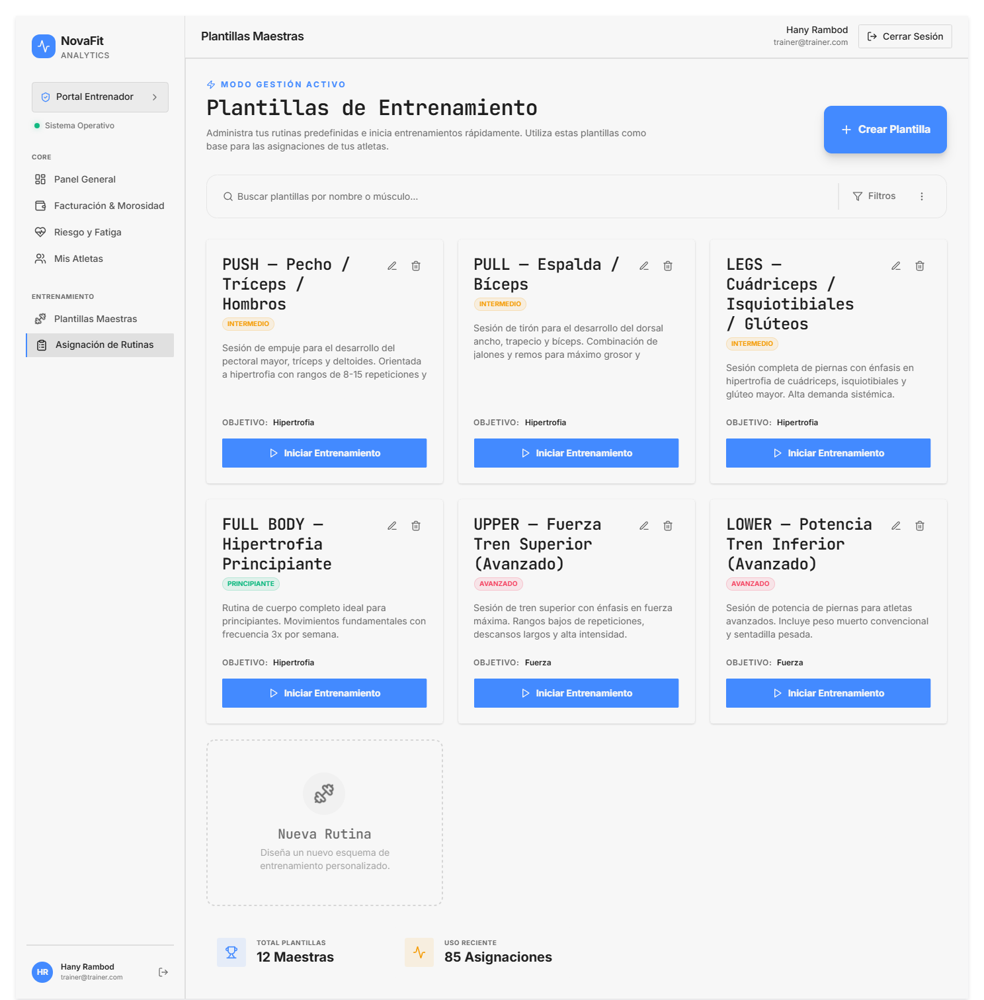 NovaFit
ANALYTICS
Portal Entrenador
Sistema Operativo
CORE
Panel General
Facturación & Morosidad
Riesgo y Fatiga
Mis Atletas
ENTRENAMIENTO
Plantillas Maestras
Asignación de Rutinas
HR
Hany Rambod
trainer@trainer.com
Plantillas Maestras
Hany Rambod
trainer@trainer.com
Cerrar Sesión
MODO GESTIÓN ACTIVO
Plantillas de Entrenamiento
Administra tus rutinas predefinidas e inicia entrenamientos rápidamente. Utiliza estas plantillas como
base para las asignaciones de tus atletas.
Crear Plantilla
Buscar plantillas por nombre o músculo...
Filtros
PUSH — Pecho /
Tríceps /
Hombros
INTERMEDIO
Sesión de empuje para el desarrollo del
pectoral mayor, tríceps y deltoides. Orientada
a hipertrofia con rangos de 8-15 repeticiones y
OBJETIVO: Hipertrofia
Iniciar Entrenamiento
PULL — Espalda /
Bíceps
INTERMEDIO
Sesión de tirón para el desarrollo del dorsal
ancho, trapecio y bíceps. Combinación de
jalones y remos para máximo grosor y
OBJETIVO: Hipertrofia
Iniciar Entrenamiento
LEGS —
Cuádriceps /
Isquiotibiales
/ Glúteos
INTERMEDIO
Sesión completa de piernas con énfasis en
hipertrofia de cuádriceps, isquiotibiales y
glúteo mayor. Alta demanda sistémica.
OBJETIVO: Hipertrofia
Iniciar Entrenamiento
FULL BODY —
Hipertrofia
Principiante
PRINCIPIANTE
Rutina de cuerpo completo ideal para
principiantes. Movimientos fundamentales con
frecuencia 3x por semana.
OBJETIVO: Hipertrofia
Iniciar Entrenamiento
UPPER — Fuerza
Tren Superior
(Avanzado)
AVANZADO
Sesión de tren superior con énfasis en fuerza
máxima. Rangos bajos de repeticiones,
descansos largos y alta intensidad.
OBJETIVO: Fuerza
Iniciar Entrenamiento
LOWER — Potencia
Tren Inferior
(Avanzado)
AVANZADO
Sesión de potencia de piernas para atletas
avanzados. Incluye peso muerto convencional
y sentadilla pesada.
OBJETIVO: Fuerza
Iniciar Entrenamiento
Nueva Rutina
Diseña un nuevo esquema de
entrenamiento personalizado.
TOTAL PLANTILLAS
12 Maestras
USO RECIENTE
85 Asignaciones